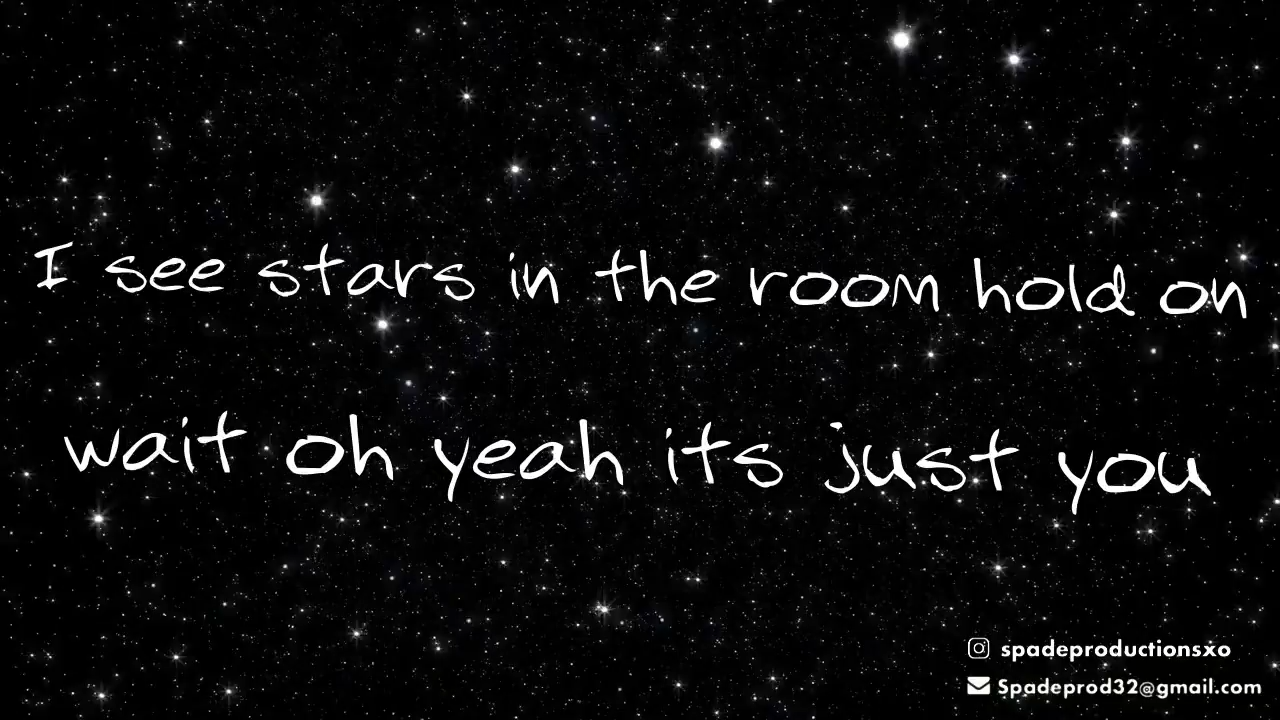 I see stars in the room hold on
wait oh yeah its just you
spadeproductionsxo
Spadeprod32@gmail.com